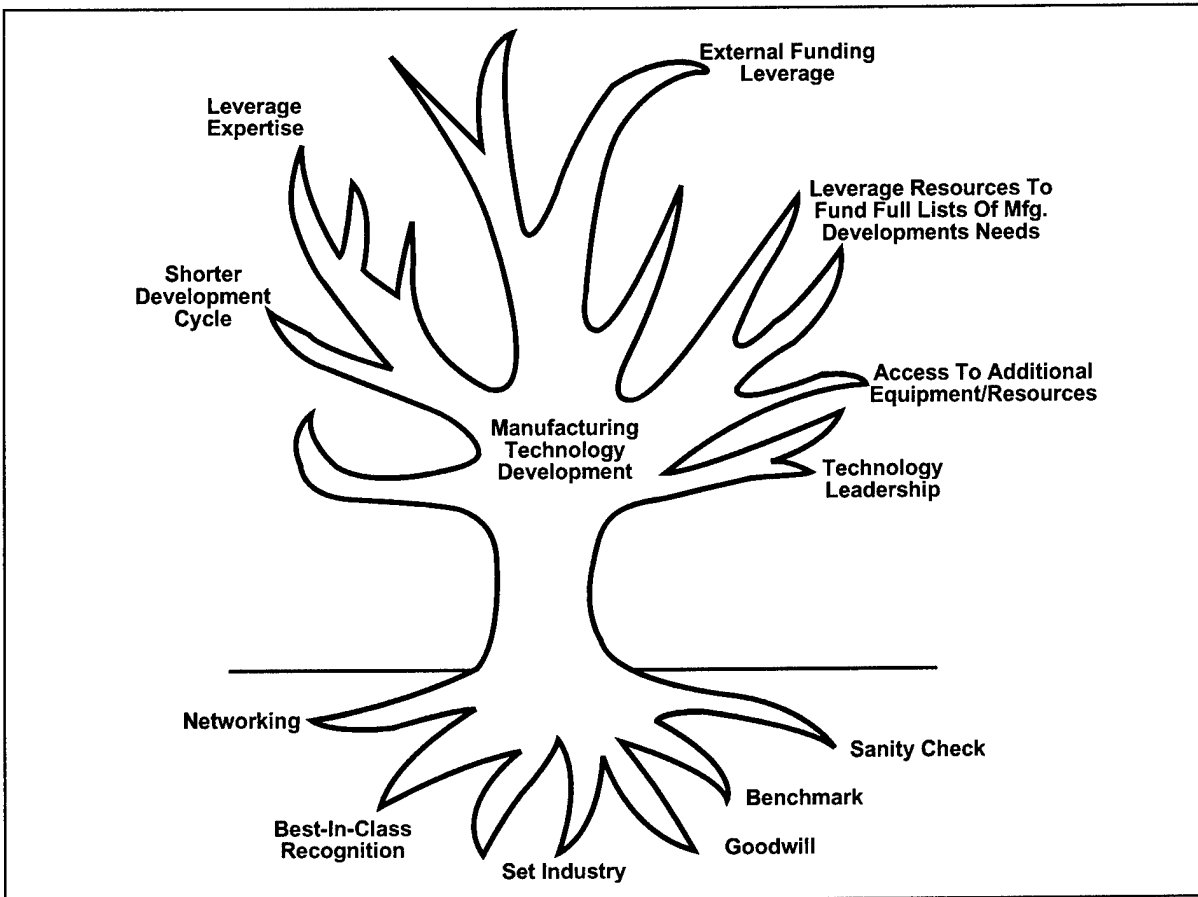 External Funding
Leverage
Leverage
Expertise
Leverage Resources To
Fund Full Lists Of Mfg.
Developments Needs
Shorter
Development
Cycle
Access To Additional
Equipment/Resources
Manufacturing
Technology
Development
Technology
Leadership
Networking
Sanity Check
Benchmark
Best-In-Class
Recognition
Goodwill
Set Industry